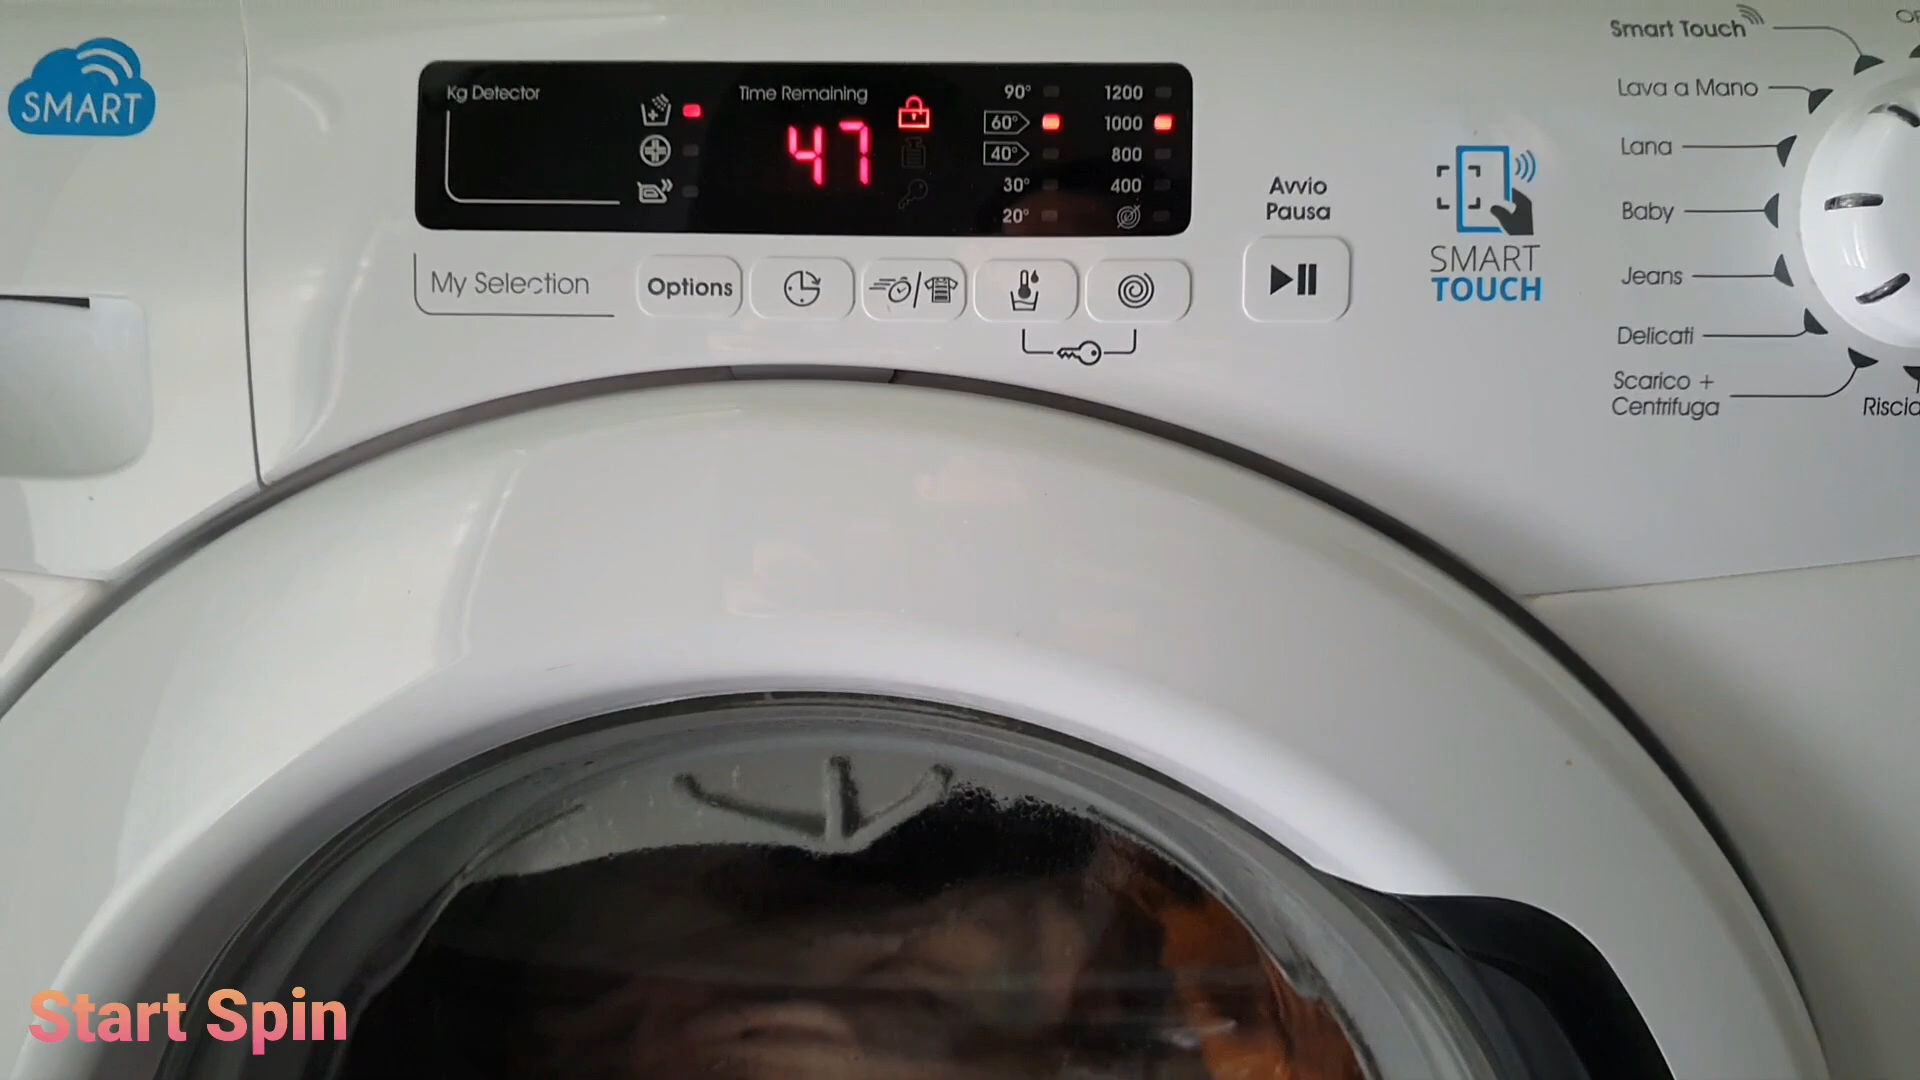 SMART
Kg Detector
Time Remaining
47
90°
60°
40°
30°
20°
1200
1000
800
400
My Selection
Options
Avvio
Pausa
SMART
TOUCH
Smart Touch
Lava a Mano
Lana
Baby
Jeans
Delicati
Scarico +
Centrifuga
Start Spin